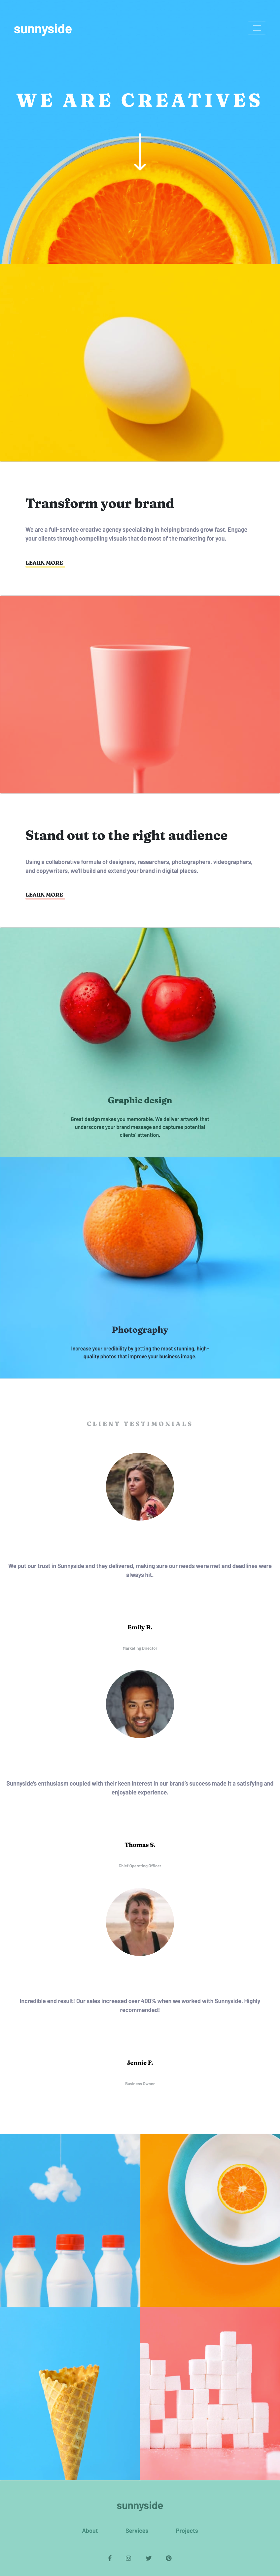 sunnyside
WE ARE CREATIVES
Transform your brand
We are a full-service creative agency specializing in helping brands grow fast. Engage
your clients through compelling visuals that do most of the marketing for you.
LEARN MORE
Stand out to the right audience
Using a collaborative formula of designers, researchers, photographers, videographers,
and copywriters, we'll build and extend your brand in digital places.
LEARN MORE
Graphic design
Great design makes you memorable. We deliver artwork that
underscores your brand message and captures potential
clients' attention.
Photography
Increase your credibility by getting the most stunning, high-
quality photos that improve your business image.
CLIENT TESTIMONIALS
We put our trust in Sunnyside and they delivered, making sure our needs were met and deadlines were
always hit.
Emily R.
Marketing Director
Sunnyside's enthusiasm coupled with their keen interest in our brand's success made it a satisfying and
enjoyable experience.
Thomas S.
Chief Operating Officer
Incredible end result! Our sales increased over 400% when we worked with Sunnyside. Highly
recommended!
Jennie F.
Business Owner
sunnyside
About Services Projects